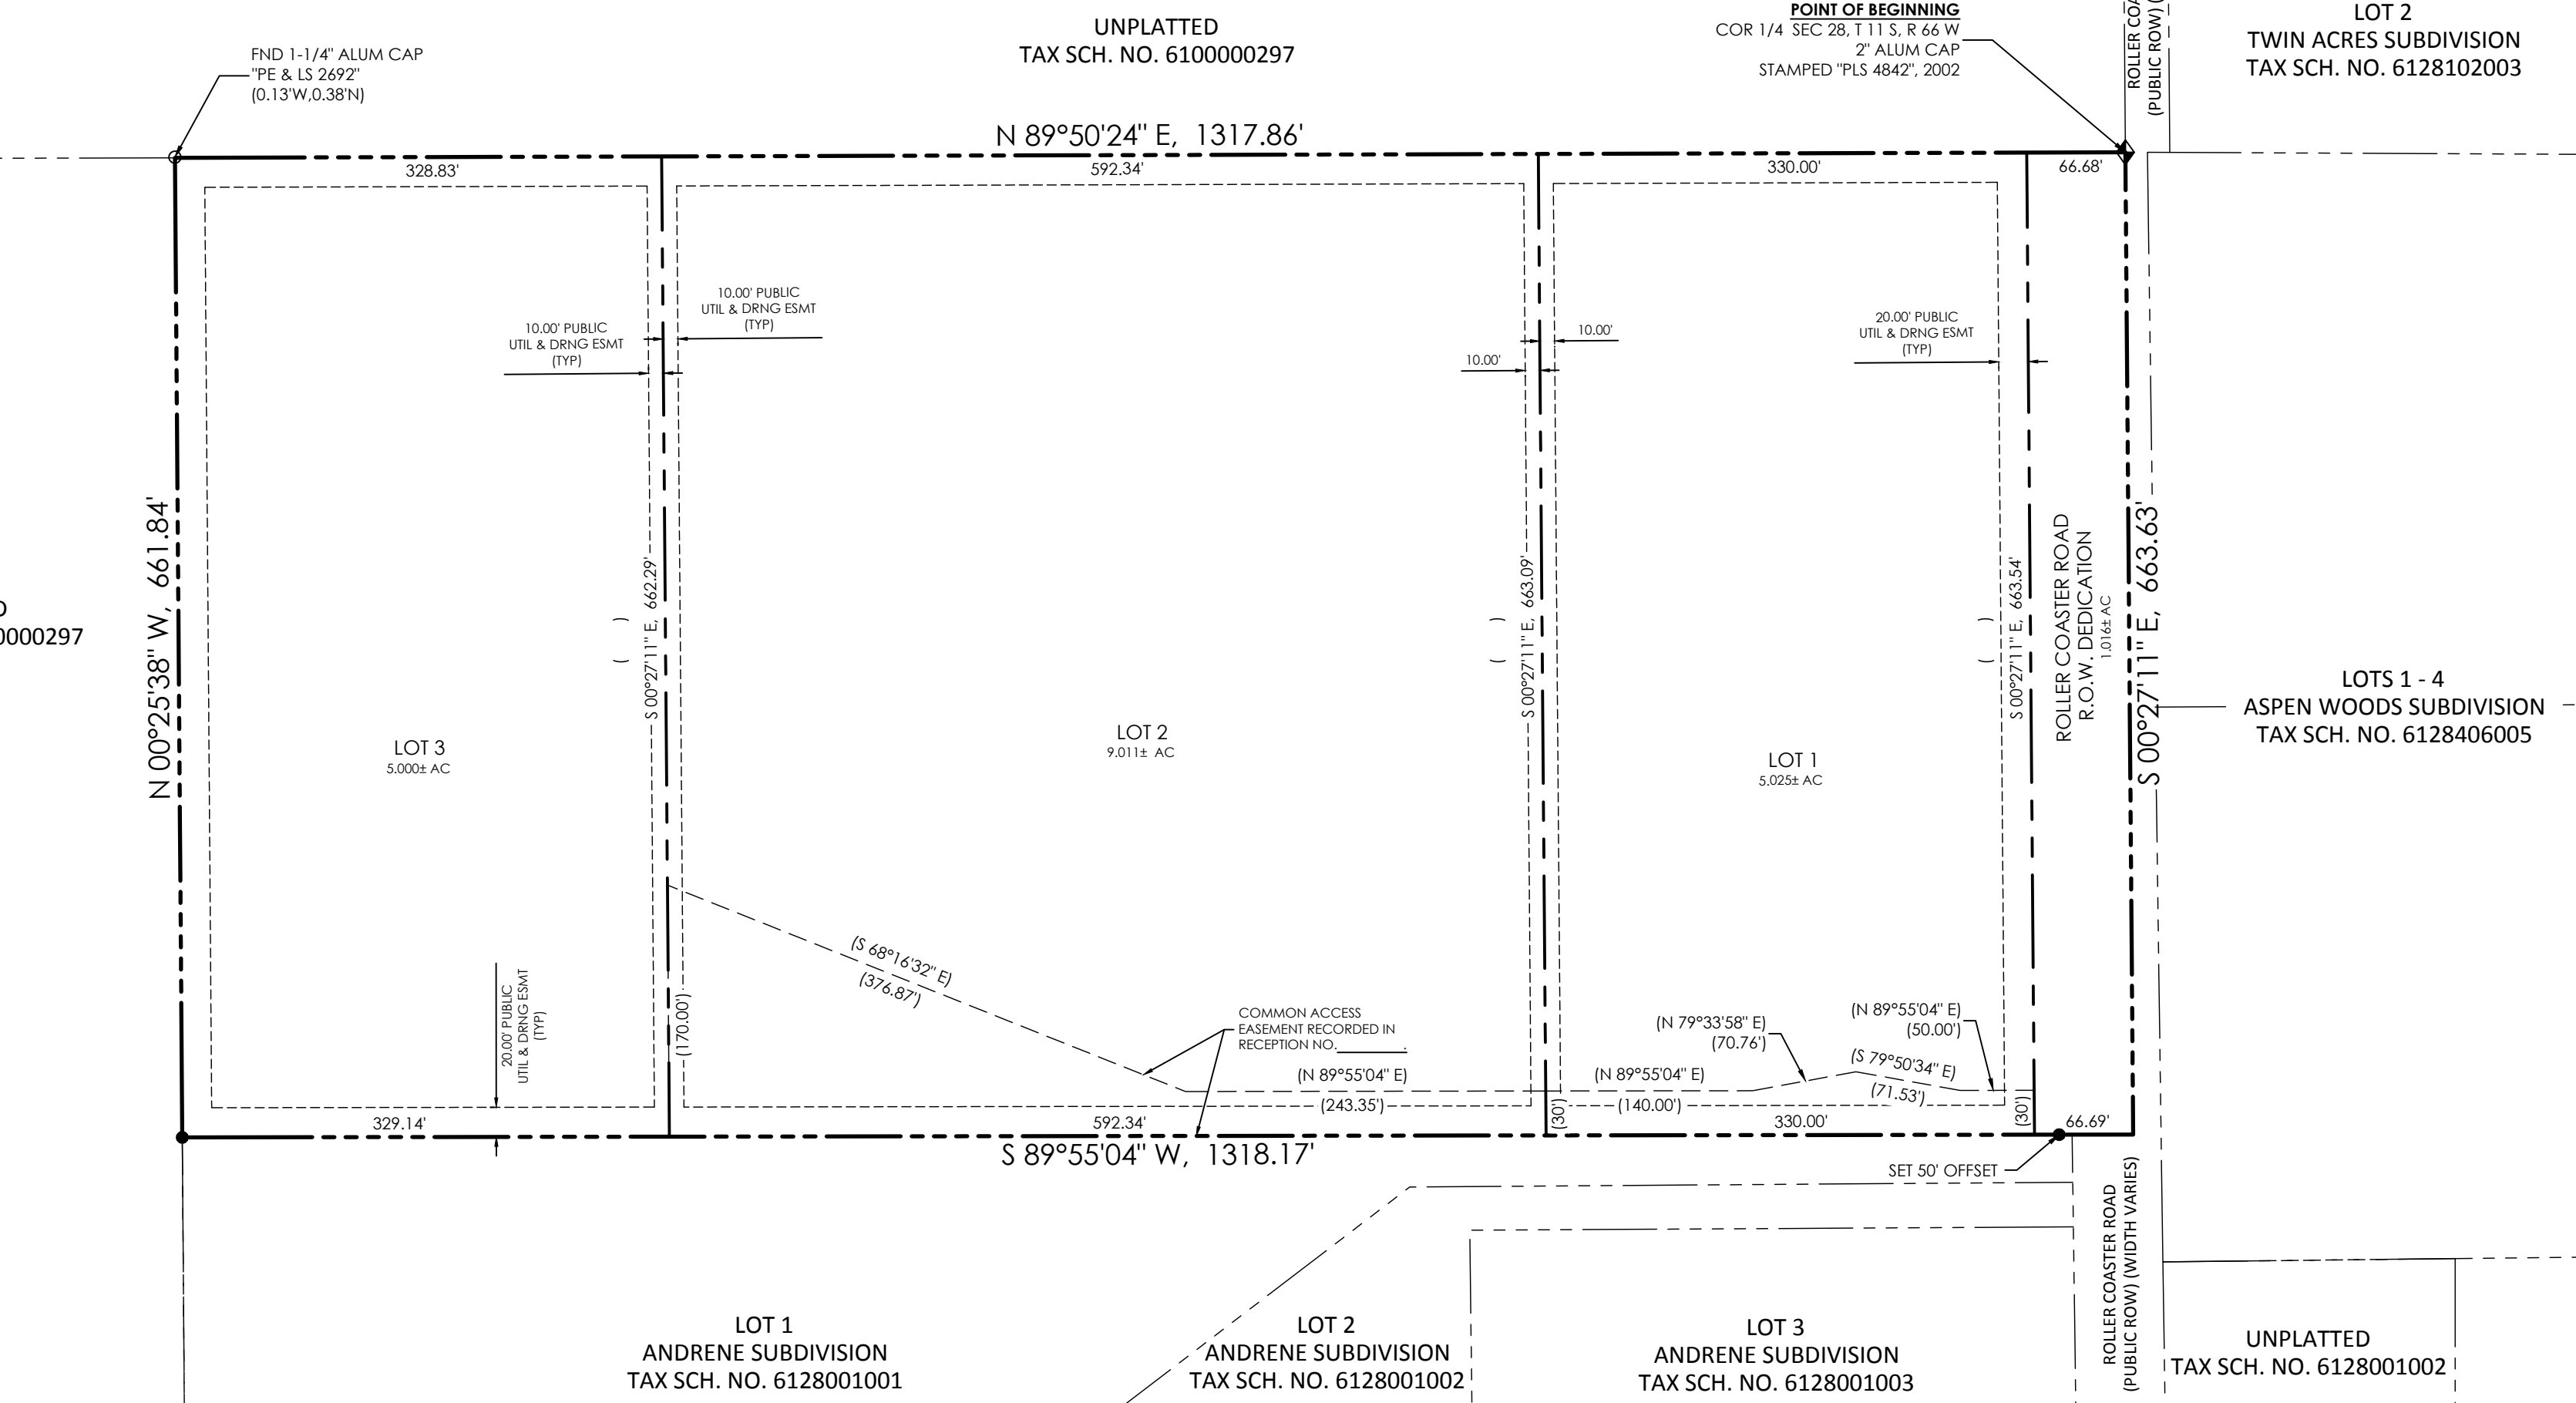 UNPLATTED
TAX SCH. NO. 6100000297
POINT OF BEGINNING
COR 1/4 SEC 28, T 11 S, R 66 W
2" ALUM CAP
STAMPED "PLS 4842", 2002
ROLLER
(PUBLIC ROW)
LOT 2
TWIN ACRES SUBDIVISION
TAX SCH. NO. 6128102003
FND 1-1/4" ALUM CAP
"PE & LS 2692"
(0.13'W,0.38'N)
N 89°50'24" E, 1317.86'
328.83'
592.34'
330.00'
66.68'
10.00' PUBLIC
UTIL & DRNG ESMT
(TYP)
10.00' PUBLIC
UTIL & DRNG ESMT
(TYP)
10.00'
10.00'
20.00' PUBLIC
UTIL & DRNG ESMT
(TYP)
N 00°25'38" W, 661.84'
S 00°27'11" E, 662.29'
( )
S 00°27'11" E, 663.09'
( )
S 00°27'11" E, 663.54'
( )
ROLLER COASTER ROAD
R.O.W. DEDICATION
1.016± AC
S 00°27'11" E, 663.63'
0000297
LOTS 1 - 4
ASPEN WOODS SUBDIVISION
TAX SCH. NO. 6128406005
LOT 3
5.000± AC
LOT 2
9.011± AC
LOT 1
5.025± AC
(S 68°16'32" E)
(376.87')
20.00' PUBLIC
UTIL & DRNG ESMT
(TYP)
(170.00')
COMMON ACCESS
EASEMENT RECORDED IN
RECEPTION NO.________.
(N 89°55'04" E)
(243.35')
(30')
(N 89°55'04" E)
(140.00')
(N 79°33'58" E)
(70.76')
(S 79°50'34" E)
(71.53')
(N 89°55'04" E)
(50.00')
(30')
329.14'
592.34'
330.00'
66.69'
S 89°55'04" W, 1318.17'
SET 50' OFFSET
ROLLER COASTER ROAD
(PUBLIC ROW) (WIDTH VARIES)
LOT 1
ANDRENE SUBDIVISION
TAX SCH. NO. 6128001001
LOT 2
ANDRENE SUBDIVISION
TAX SCH. NO. 6128001002
LOT 3
ANDRENE SUBDIVISION
TAX SCH. NO. 6128001003
UNPLATTED
TAX SCH. NO. 6128001002